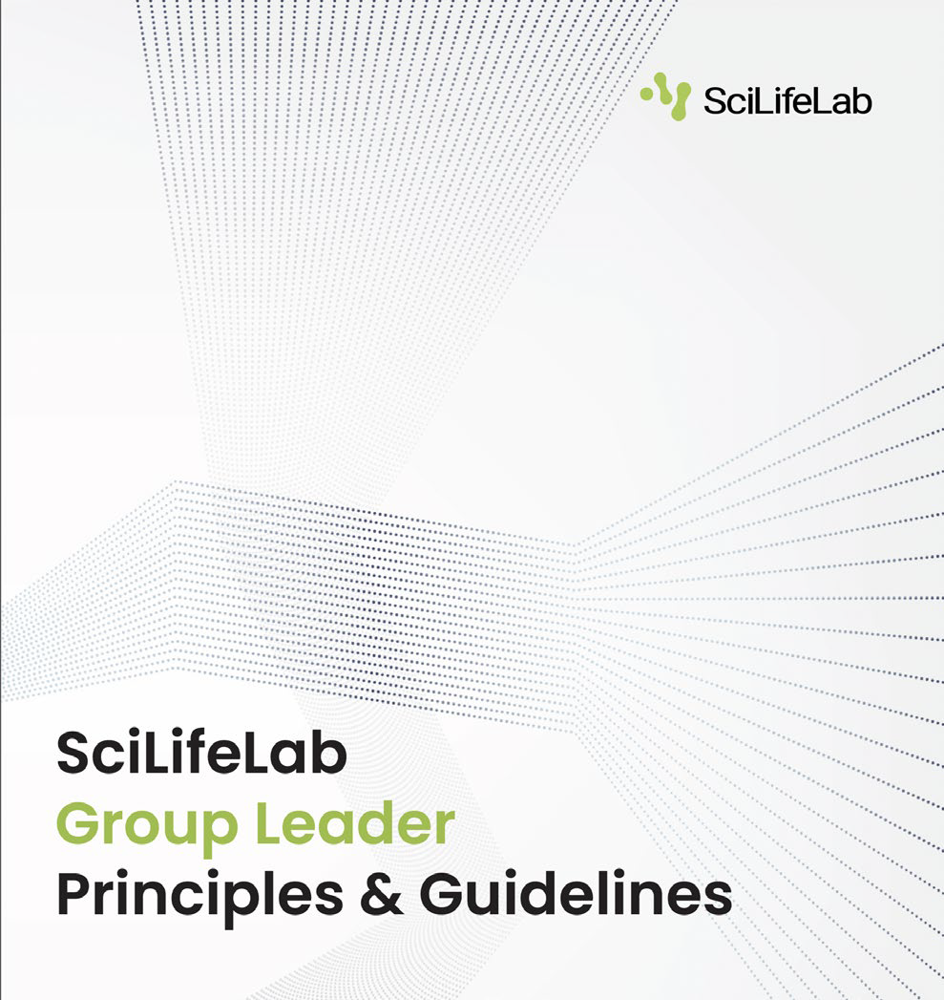 SciLifeLab
SciLifeLab
Group Leader
Principles & Guidelines